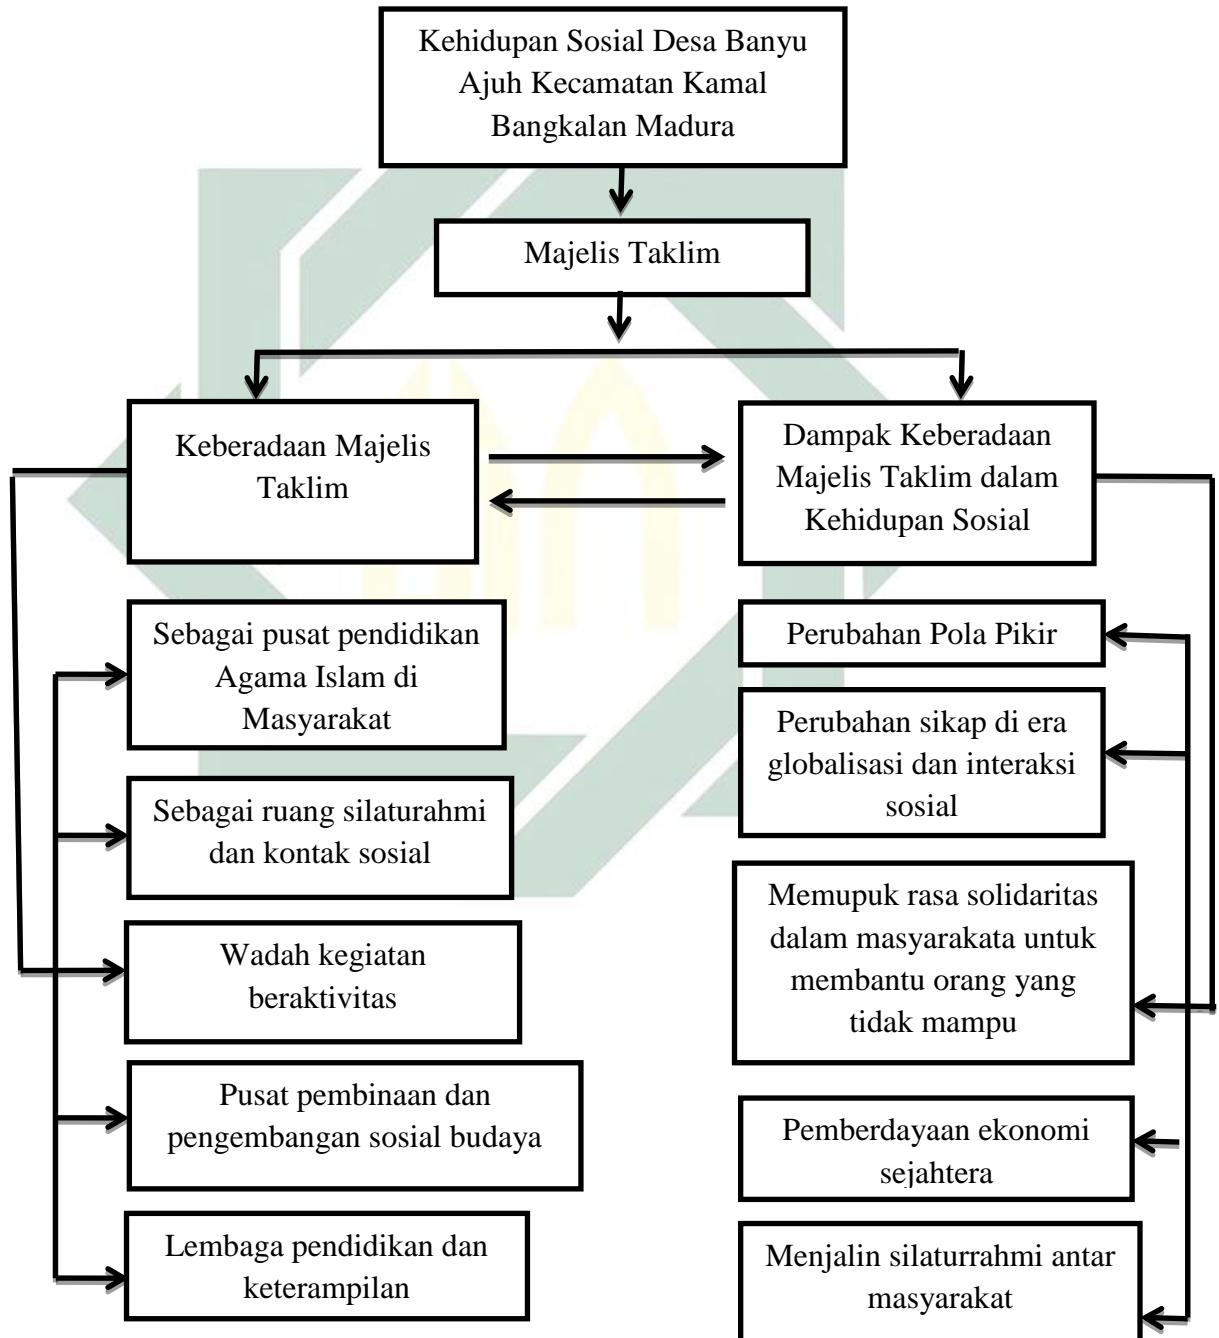 Kehidupan Sosial Desa Banyu
Ajuh Kecamatan Kamal
Bangkalan Madura
Majelis Taklim
Keberadaan Majelis
Taklim
Dampak Keberadaan
Majelis Taklim dalam
Kehidupan Sosial
Sebagai pusat pendidikan
Agama Islam di
Masyarakat
Sebagai ruang silaturahmi
dan kontak sosial
Wadah kegiatan
beraktivitas
Pusat pembinaan dan
pengembangan sosial budaya
Lembaga pendidikan dan
keterampilan
Perubahan Pola Pikir
Perubahan sikap di era
globalisasi dan interaksi
sosial
Memupuk rasa solidaritas
dalam masyarakata untuk
membantu orang yang
tidak mampu
Pemberdayaan ekonomi
sejahtera
Menjalin silaturrahmi antar
masyarakat